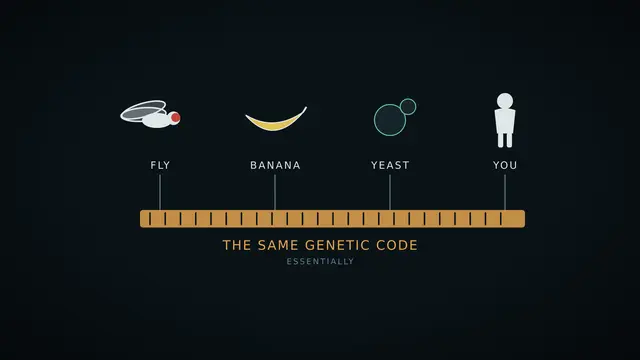 FLY
BANANA
YEAST
YOU
THE SAME GENETIC CODE
ESSENTIALLY